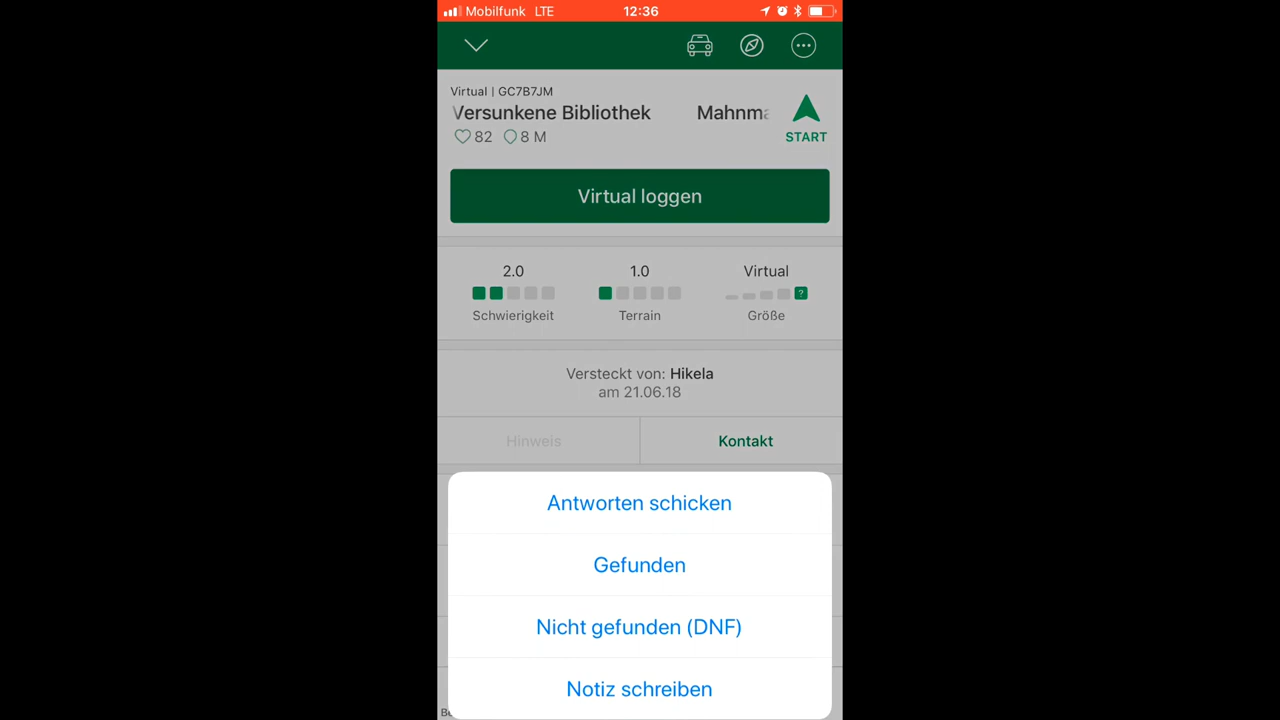 Mobilfunk LTE 12:36
Virtual | GC7B7JM
Versunkene Bibliothek Mahnma
82 8 M
START
Virtual loggen
2.0 1.0 Virtual
?
Schwierigkeit Terrain Größe
Versteckt von: Hikela
am 21.06.18
Hinweis Kontakt
Antworten schicken
Gefunden
Nicht gefunden (DNF)
Notiz schreiben